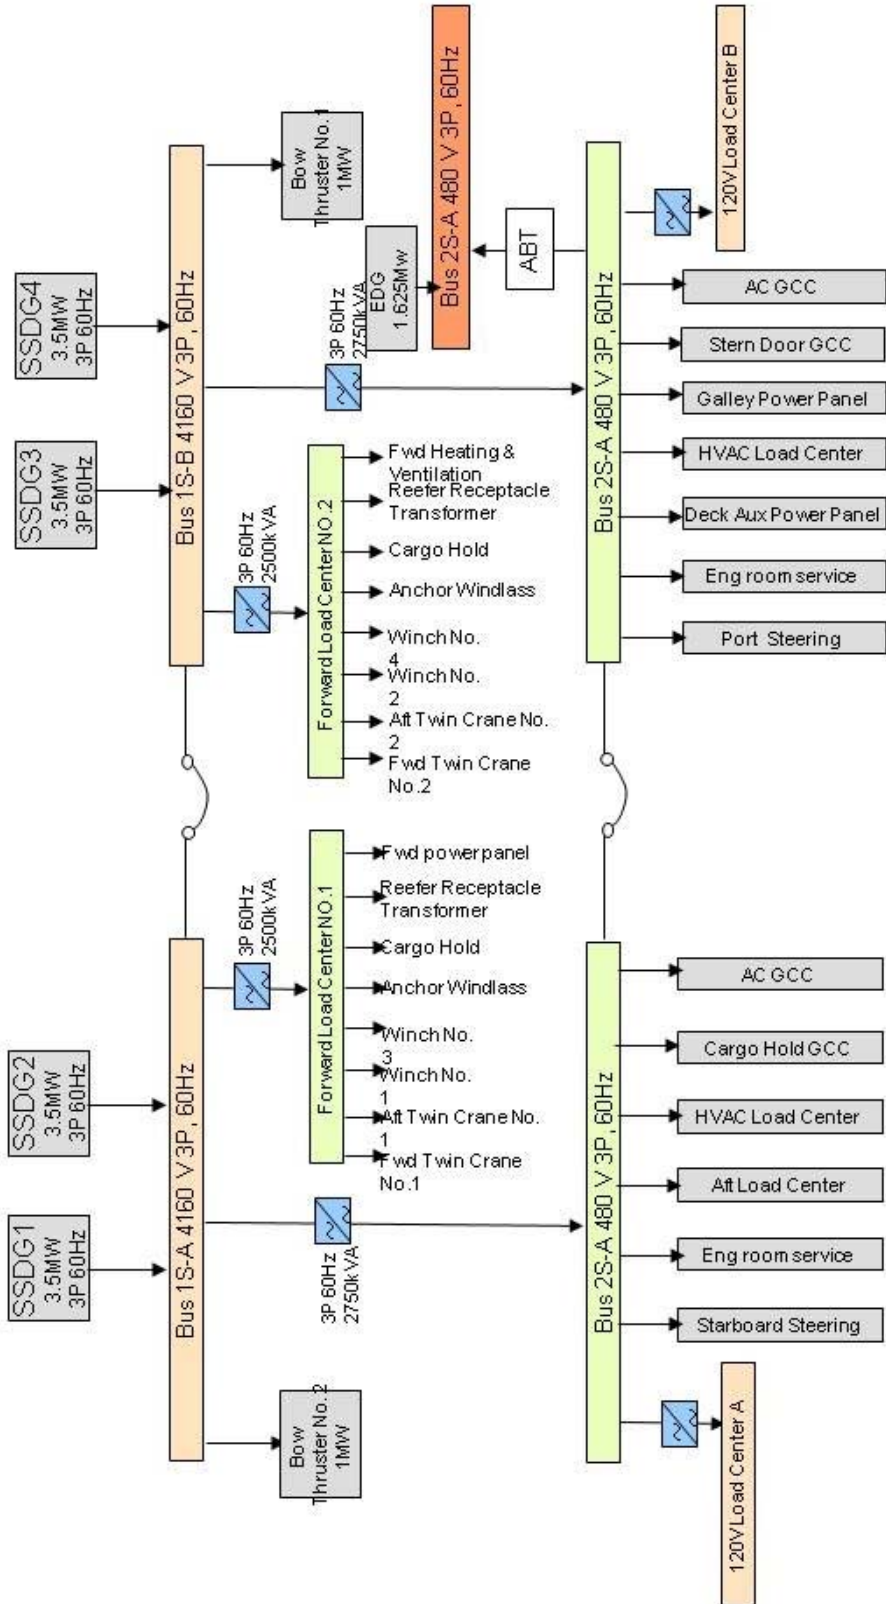 SSDG4
3.5MW
3P 60Hz
SSDG3
3.5MW
3P 60Hz
SSDG2
3.5MW
3P 60Hz
SSDG1
3.5MW
3P 60Hz
Bus 1S-B 4160 V 3P, 60Hz
Bus 1S-A 4160 V 3P, 60Hz
Bow
Thruster No.1
1MW
3P 60Hz
2750kVA
EDG
1.625Mw
Bus 2S-A 480 V 3P, 60Hz
ABT
3P 60Hz
2500kVA
Forward Load Center NO.2
Fwd Heating &
Ventilation
Reefer Receptacle
Transformer
Cargo Hold
Anchor Windlass
Winch No.
4
Winch No.
2
Aft Twin Crane No.
2
Fwd Twin Crane
No.2
3P 60Hz
2500kVA
Forward Load Center NO.1
Fwd power panel
Reefer Receptacle
Transformer
Cargo Hold
Anchor Windlass
Winch No.
3
Winch No.
1
Aft Twin Crane No.
1
Fwd Twin Crane
No.1
3P 60Hz
2750kVA
Bow
Thruster No. 2
1MW
Bus 2S-A 480 V 3P, 60Hz
120V Load Center B
AC GCC
Stern Door GCC
Galley Power Panel
HVAC Load Center
Deck Aux Power Panel
Eng room service
Port Steering
Bus 2S-A 480 V 3P, 60Hz
AC GCC
Cargo Hold GCC
HVAC Load Center
Aft Load Center
Eng room service
Starboard Steering
120V Load Center A